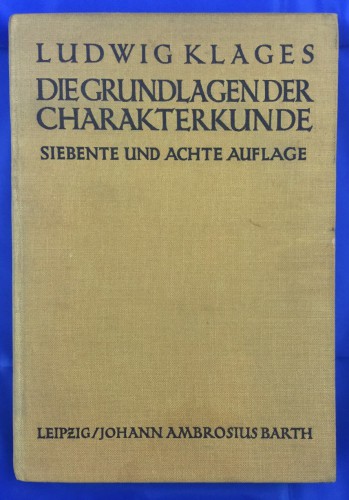 LUDWIG KLAGES
DIE GRUNDLAGEN DER
CHARAKTERKUNDE
SIEBENTE UND ACHTE AUFLAGE
LEIPZIG/JOHANN AMBROSIUS BARTH